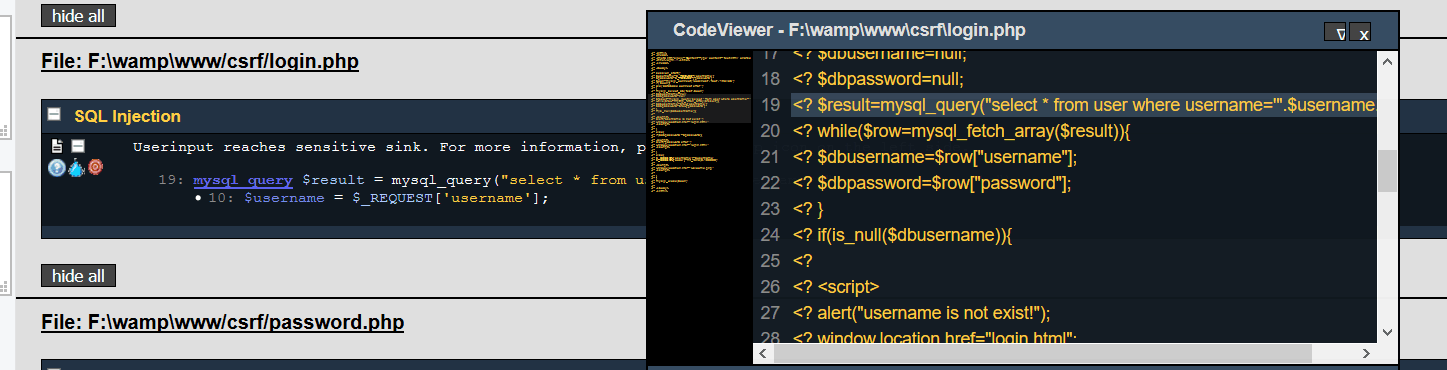 hide all
File: F:\wamp\www/csrf/login.php
SQL Injection
Userinput reaches sensitive sink. For more information, p
19: mysql_query $result = mysql_query("select * from u
• 10: $username = $_REQUEST['username'];
hide all
File: F:\wamp\www/csrf/password.php
CodeViewer - F:\wamp\www\csrf\login.php
x
17 <? $dbusername=null;
18 <? $dbpassword=null;
19 <? $result=mysql_query("select * from user where username='".$username.
20 <? while($row=mysql_fetch_array($result)){
21 <? $dbusername=$row["username"];
22 <? $dbpassword=$row["password"];
23 <? }
24 <? if(is_null($dbusername)){
25 <?
26 <? <script>
27 <? alert("username is not exist!");
28 <? window.location.href="login.html";